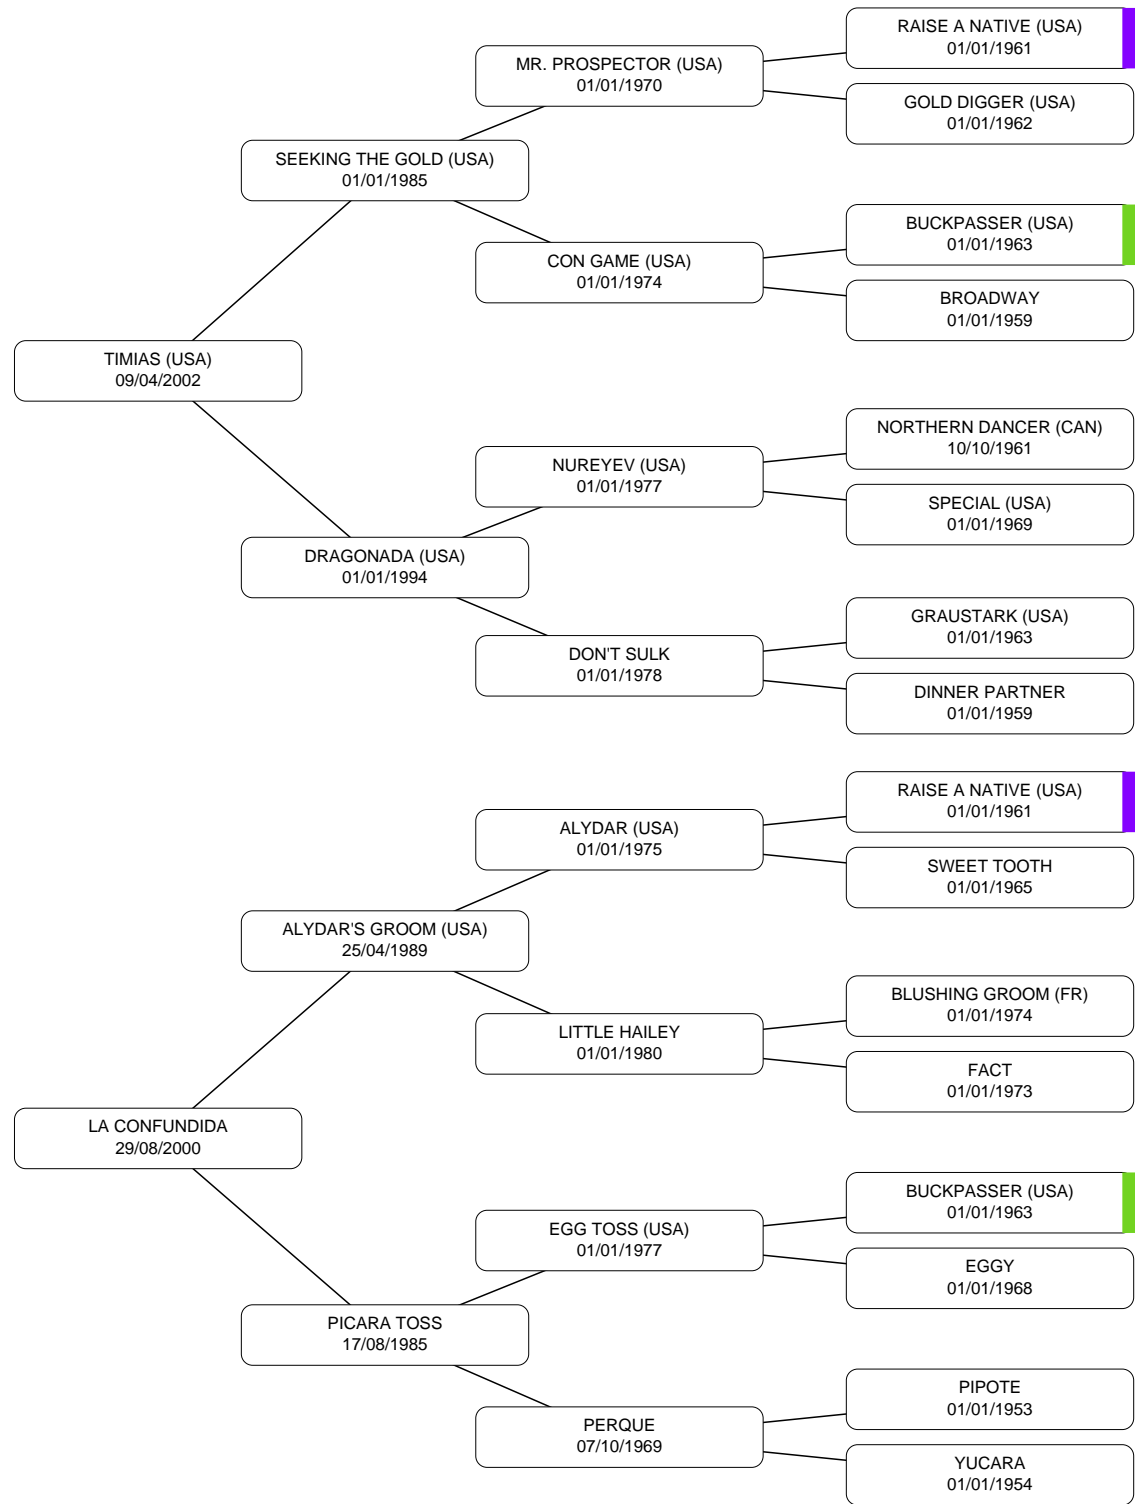 RAISE A NATIVE (USA)
01/01/1961
MR. PROSPECTOR (USA)
01/01/1970
GOLD DIGGER (USA)
01/01/1962
SEEKING THE GOLD (USA)
01/01/1985
BUCKPASSER (USA)
01/01/1963
CON GAME (USA)
01/01/1974
BROADWAY
01/01/1959
TIMIAS (USA)
09/04/2002
NORTHERN DANCER (CAN)
10/10/1961
NUREYEV (USA)
01/01/1977
SPECIAL (USA)
01/01/1969
DRAGONADA (USA)
01/01/1994
GRAUSTARK (USA)
01/01/1963
DON'T SULK
01/01/1978
DINNER PARTNER
01/01/1959
RAISE A NATIVE (USA)
01/01/1961
ALYDAR (USA)
01/01/1975
SWEET TOOTH
01/01/1965
ALYDAR'S GROOM (USA)
25/04/1989
BLUSHING GROOM (FR)
01/01/1974
LITTLE HAILEY
01/01/1980
FACT
01/01/1973
LA CONFUNDIDA
29/08/2000
BUCKPASSER (USA)
01/01/1963
EGG TOSS (USA)
01/01/1977
EGGY
01/01/1968
PICARA TOSS
17/08/1985
PIPOTE
01/01/1953
PERQUE
07/10/1969
YUCARA
01/01/1954